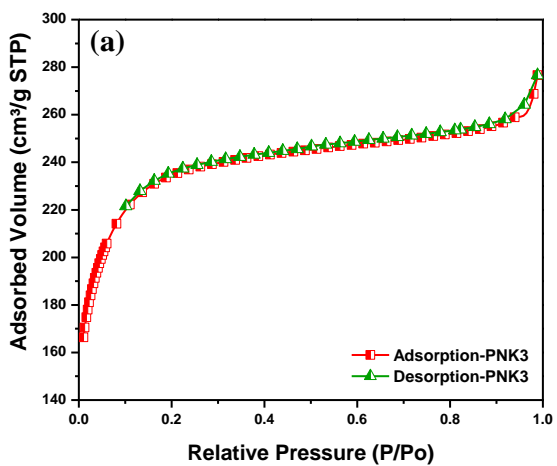 (a)
Adsorbed Volume (cm³/g STP)
300
280
260
240
220
200
180
160
140
0.0 0.2 0.4 0.6 0.8 1.0
Relative Pressure (P/Po)
Adsorption-PNK3
Desorption-PNK3